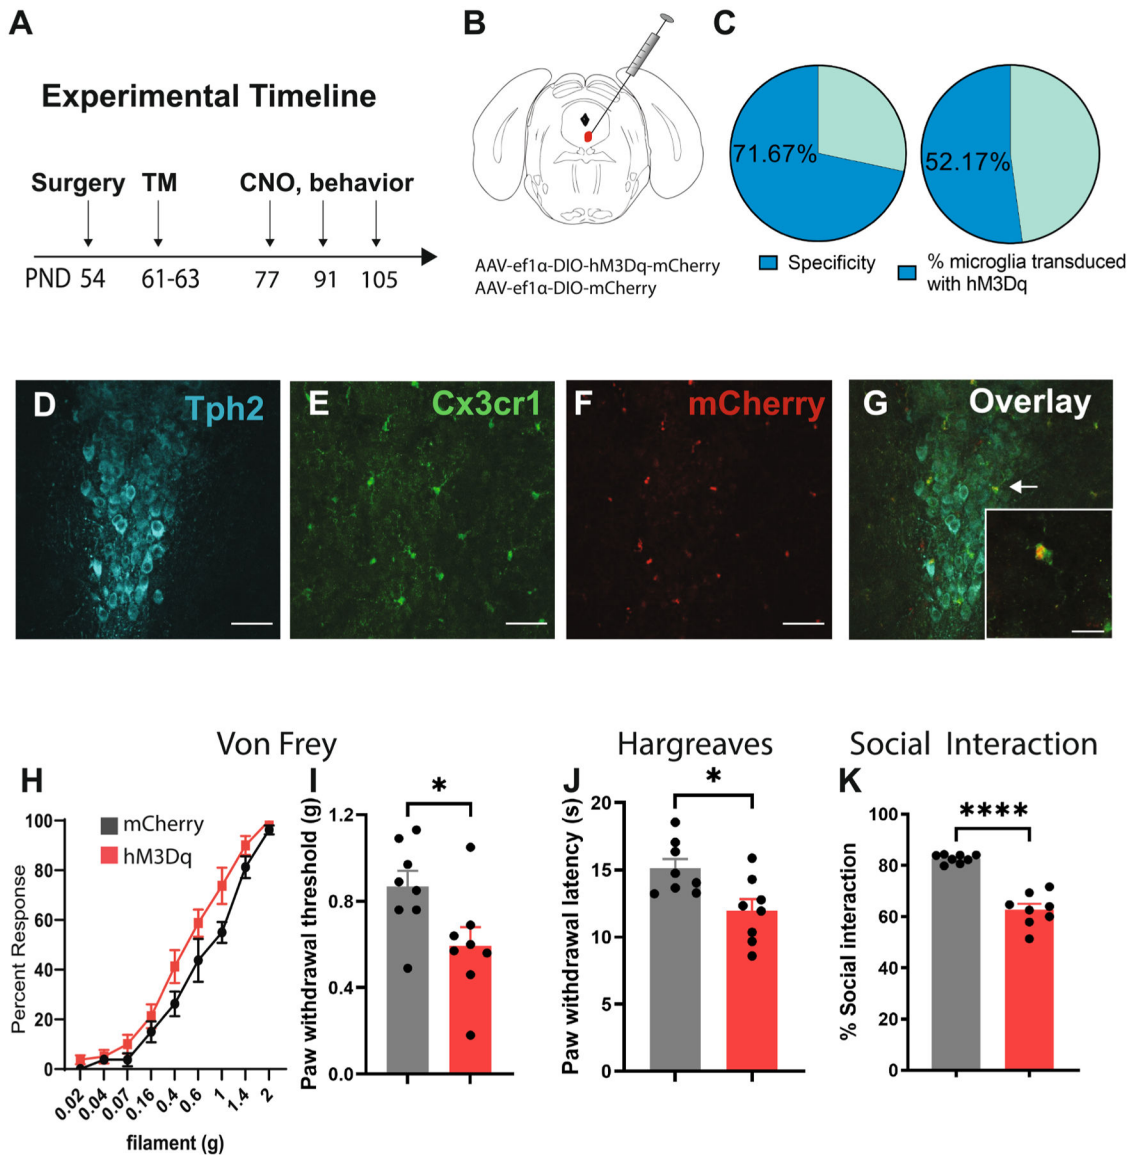 A
Experimental Timeline
Surgery TM CNO, behavior
PND 54 61-63 77 91 105
B
AAV-ef1α-DIO-hM3Dq-mCherry
AAV-ef1α-DIO-mCherry
C
71.67%
52.17%
Specificity
% microglia transduced
with hM3Dq
D Tph2
E Cx3cr1
F mCherry
G Overlay
Von Frey
Hargreaves
Social Interaction
H
Percent Response
100
80
60
40
20
0
mCherry
hM3Dq
0.02 0.04 0.07 0.16 0.4 0.6 1 1.4 2
filament (g)
I
Paw withdrawal threshold (g)
1.2
0.8
0.4
0.0
*
J
Paw withdrawal latency (s)
20
15
10
5
0
*
K
% Social interaction
100
80
60
40
20
0
****